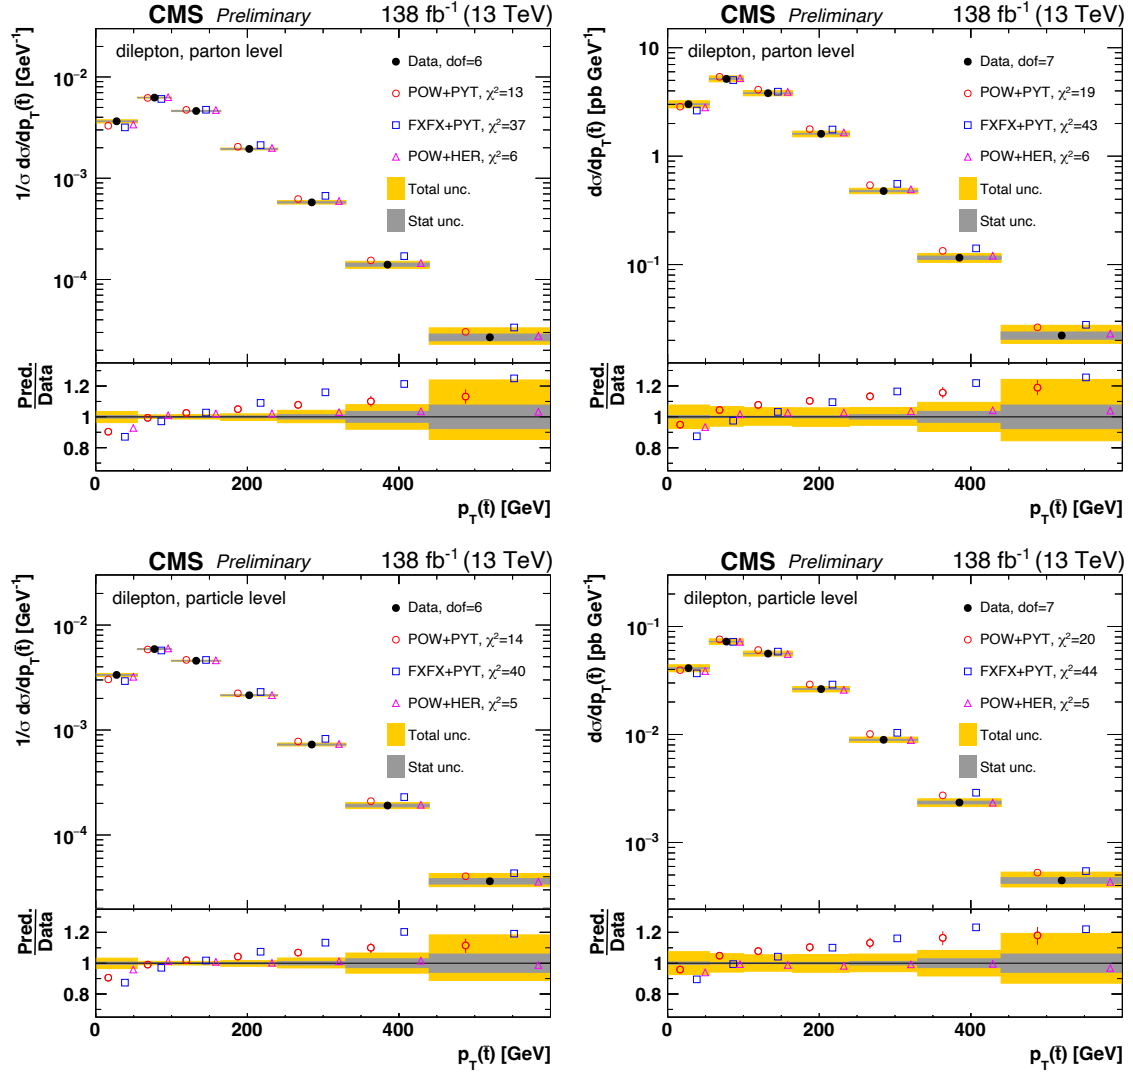 CMS Preliminary 138 fb⁻¹ (13 TeV)
1/σ dσ/dp_T(t̄) [GeV⁻¹]
dilepton, parton level
Data, dof=6
POW+PYT, χ²=13
FXFX+PYT, χ²=37
POW+HER, χ²=6
Total unc.
Stat unc.
10⁻²
10⁻³
10⁻⁴
Pred.
Data
1.2
1
0.8
0 200 400
p_T(t̄) [GeV]
CMS Preliminary 138 fb⁻¹ (13 TeV)
dσ/dp_T(t̄) [pb GeV⁻¹]
dilepton, parton level
Data, dof=7
POW+PYT, χ²=19
FXFX+PYT, χ²=43
POW+HER, χ²=6
Total unc.
Stat unc.
10
1
10⁻¹
Pred.
Data
1.2
1
0.8
0 200 400
p_T(t̄) [GeV]
CMS Preliminary 138 fb⁻¹ (13 TeV)
1/σ dσ/dp_T(t̄) [GeV⁻¹]
dilepton, particle level
Data, dof=6
POW+PYT, χ²=14
FXFX+PYT, χ²=40
POW+HER, χ²=5
Total unc.
Stat unc.
10⁻²
10⁻³
10⁻⁴
Pred.
Data
1.2
1
0.8
0 200 400
p_T(t̄) [GeV]
CMS Preliminary 138 fb⁻¹ (13 TeV)
dσ/dp_T(t̄) [pb GeV⁻¹]
dilepton, particle level
Data, dof=7
POW+PYT, χ²=20
FXFX+PYT, χ²=44
POW+HER, χ²=5
Total unc.
Stat unc.
10⁻¹
10⁻²
10⁻³
Pred.
Data
1.2
1
0.8
0 200 400
p_T(t̄) [GeV]